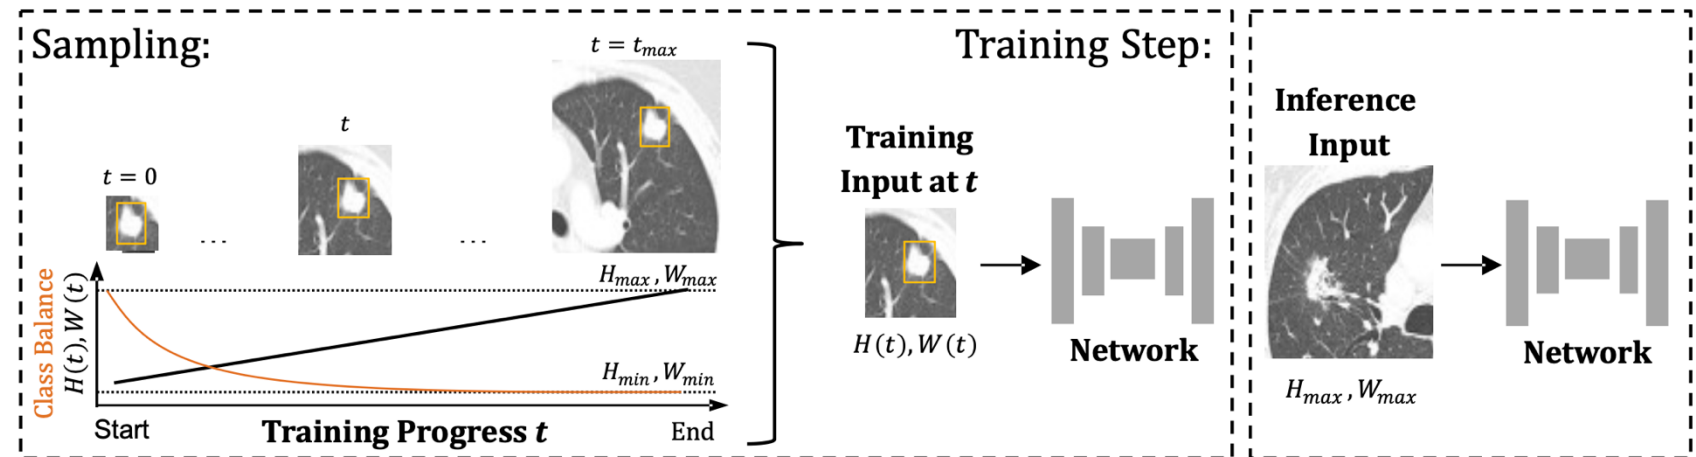 Sampling:
t = 0
...
t
...
t = t_max
Class Balance
H(t), W(t)
H_max, W_max
H_min, W_min
Start
Training Progress t
End
Training Step:
Training
Input at t
H(t), W(t)
Network
Inference
Input
H_max, W_max
Network